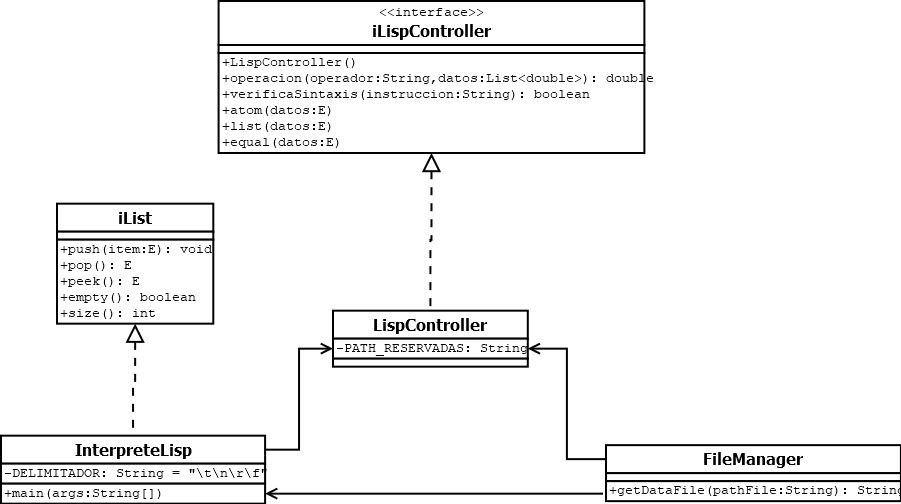 <<interface>>
iLispController
+LispController()
+operacion(operador:String,datos:List<double>): double
+verificaSintaxis(instruccion:String): boolean
+atom(datos:E)
+list(datos:E)
+equal(datos:E)
iList
+push(item:E): void
+pop(): E
+peek(): E
+empty(): boolean
+size(): int
LispController
-PATH_RESERVADAS: String
InterpreteLisp
-DELIMITADOR: String = "\t\n\r\f"
+main(args:String[])
FileManager
+getDataFile(pathFile:String): String